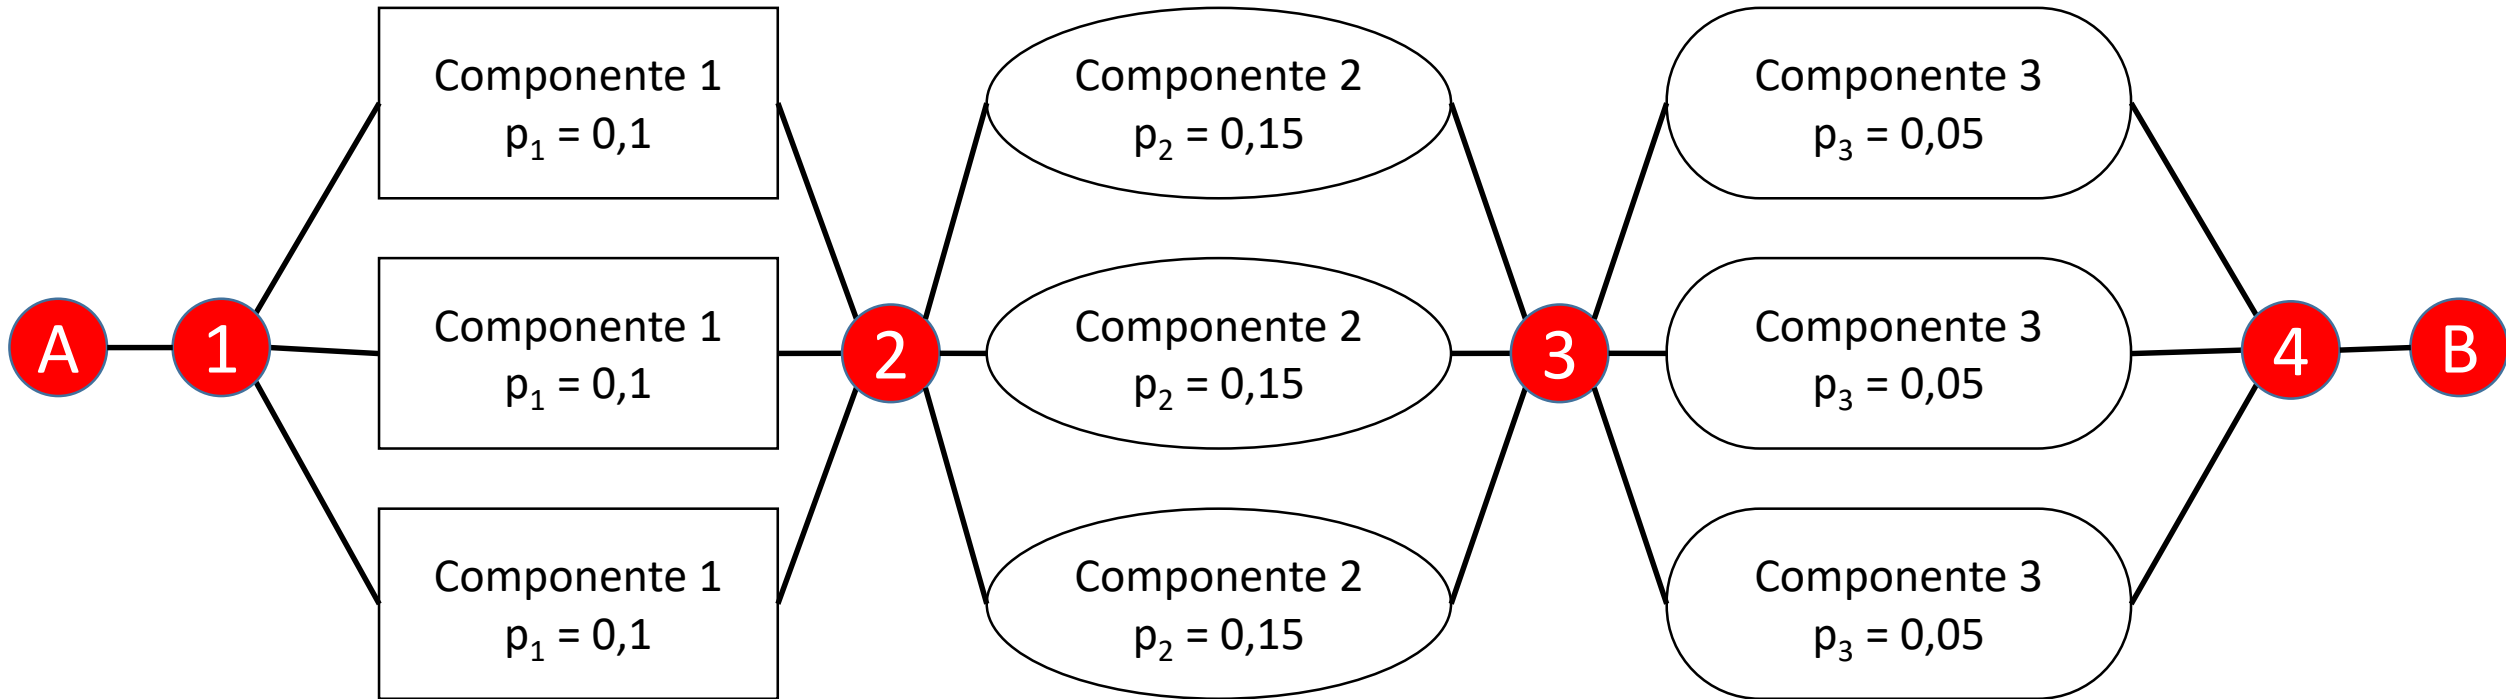 Componente 1
p₁ = 0,1
Componente 2
p₂ = 0,15
Componente 3
p₃ = 0,05
A
1
Componente 1
p₁ = 0,1
2
Componente 2
p₂ = 0,15
3
Componente 3
p₃ = 0,05
4
B
Componente 1
p₁ = 0,1
Componente 2
p₂ = 0,15
Componente 3
p₃ = 0,05